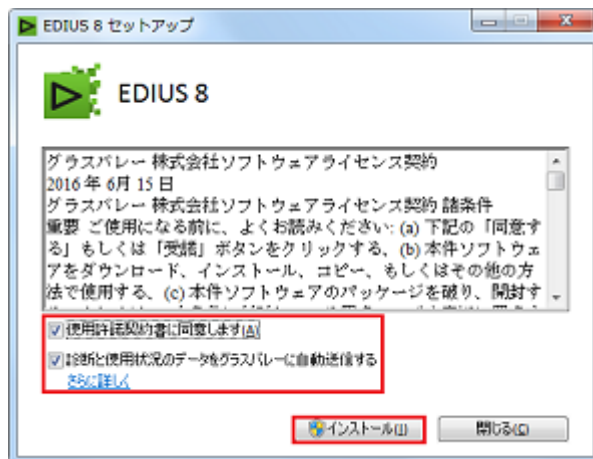 EDIUS 8 セットアップ
EDIUS 8
グラスバレー 株式会社ソフトウェアライセンス契約
2016 年 6月 15 日
グラスバレー 株式会社ソフトウェアライセンス契約 諸条件
重要 ご使用になる前に、よくお読みください: (a) 下記の「同意す
る」もしくは「受諾」ボタンをクリックする、(b) 本件ソフトウェ
アをダウンロード、インストール、コピー、もしくはその他の方
法で使用する、(c) 本件ソフトウェアのパッケージを破り、開封す
使用許諾契約書に同意します(A)
診断と使用状況のデータをグラスバレーに自動送信する
さらに詳しく
インストール(I)
閉じる(C)